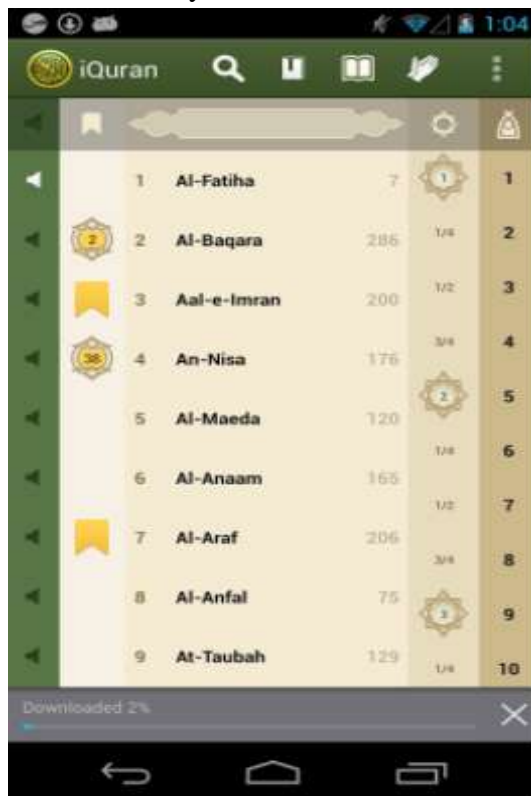 1:04
iQuran
1 Al-Fatiha 7 1 1
2 2 Al-Baqara 286 1/4 2
3 Aal-e-Imran 200 1/2 3
38 4 An-Nisa 176 3/4 4
5 Al-Maeda 120 2 5
6 Al-Anaam 165 1/4 6
7 Al-Araf 206 1/2 7
8 Al-Anfal 75 3/4 8
9 At-Taubah 129 3 9
1/4 10
Downloaded 2%